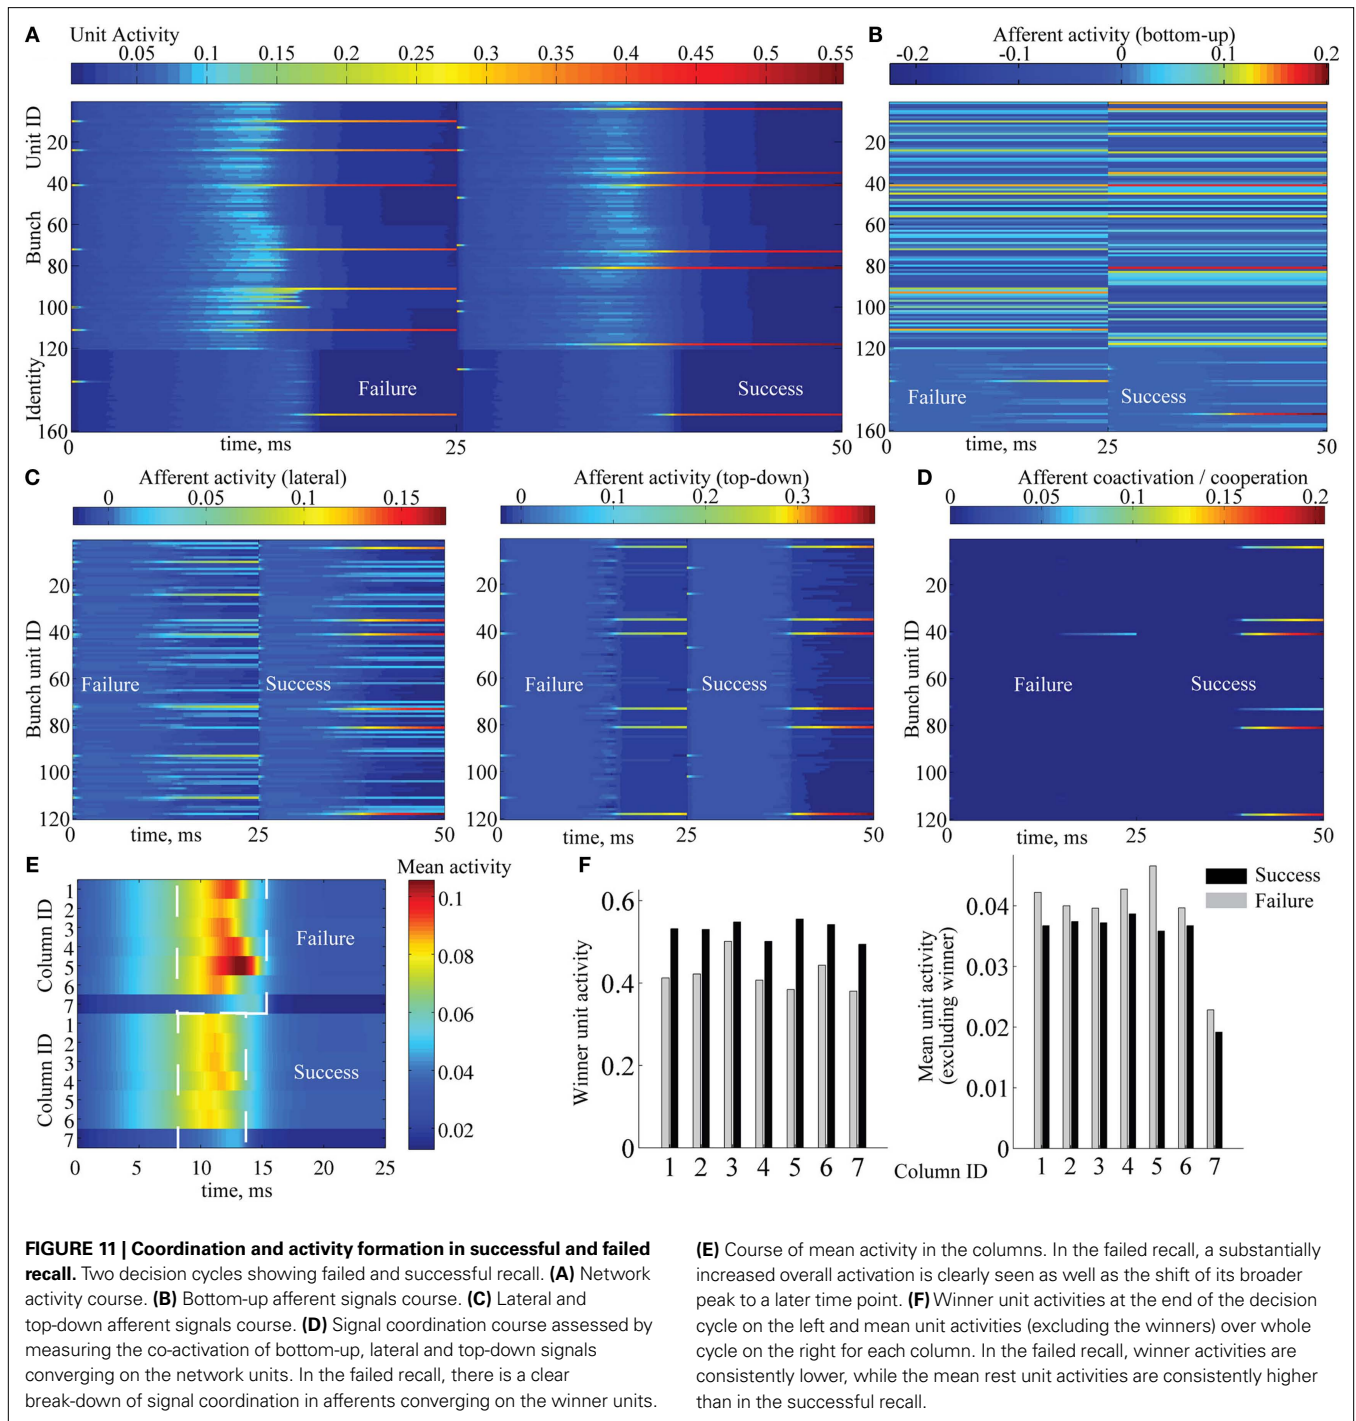 A
Unit Activity
0.05 0.1 0.15 0.2 0.25 0.3 0.35 0.4 0.45 0.5 0.55
Unit ID
Bunch
Identity
20
40
60
80
100
120
160
Failure
Success
0 25 50
time, ms
B
Afferent activity (bottom-up)
-0.2 -0.1 0 0.1 0.2
20
40
60
80
100
120
160
Failure
Success
0 25 50
time, ms
C
Afferent activity (lateral)
0 0.05 0.1 0.15
Bunch unit ID
20
40
60
80
100
120
Failure
Success
0 25 50
time, ms
Afferent activity (top-down)
0 0.1 0.2 0.3
20
40
60
80
100
120
Failure
Success
0 25 50
time, ms
D
Afferent coactivation / cooperation
0 0.05 0.1 0.15 0.2
Bunch unit ID
20
40
60
80
100
120
Failure
Success
0 25 50
time, ms
E
Mean activity
0.1
0.08
0.06
0.04
0.02
Column ID
1
2
3
4
5
6
7
Failure
Column ID
1
2
3
4
5
6
7
Success
0 5 10 15 20 25
time, ms
F
Winner unit activity
0.6
0.4
0.2
0
1 2 3 4 5 6 7
Column ID
Mean unit activity
(excluding winner)
0.04
0.03
0.02
0.01
0
1 2 3 4 5 6 7
Success
Failure
FIGURE 11 | Coordination and activity formation in successful and failed
recall. Two decision cycles showing failed and successful recall. (A) Network
activity course. (B) Bottom-up afferent signals course. (C) Lateral and
top-down afferent signals course. (D) Signal coordination course assessed by
measuring the co-activation of bottom-up, lateral and top-down signals
converging on the network units. In the failed recall, there is a clear
break-down of signal coordination in afferents converging on the winner units.
(E) Course of mean activity in the columns. In the failed recall, a substantially
increased overall activation is clearly seen as well as the shift of its broader
peak to a later time point. (F) Winner unit activities at the end of the decision
cycle on the left and mean unit activities (excluding the winners) over whole
cycle on the right for each column. In the failed recall, winner activities are
consistently lower, while the mean rest unit activities are consistently higher
than in the successful recall.